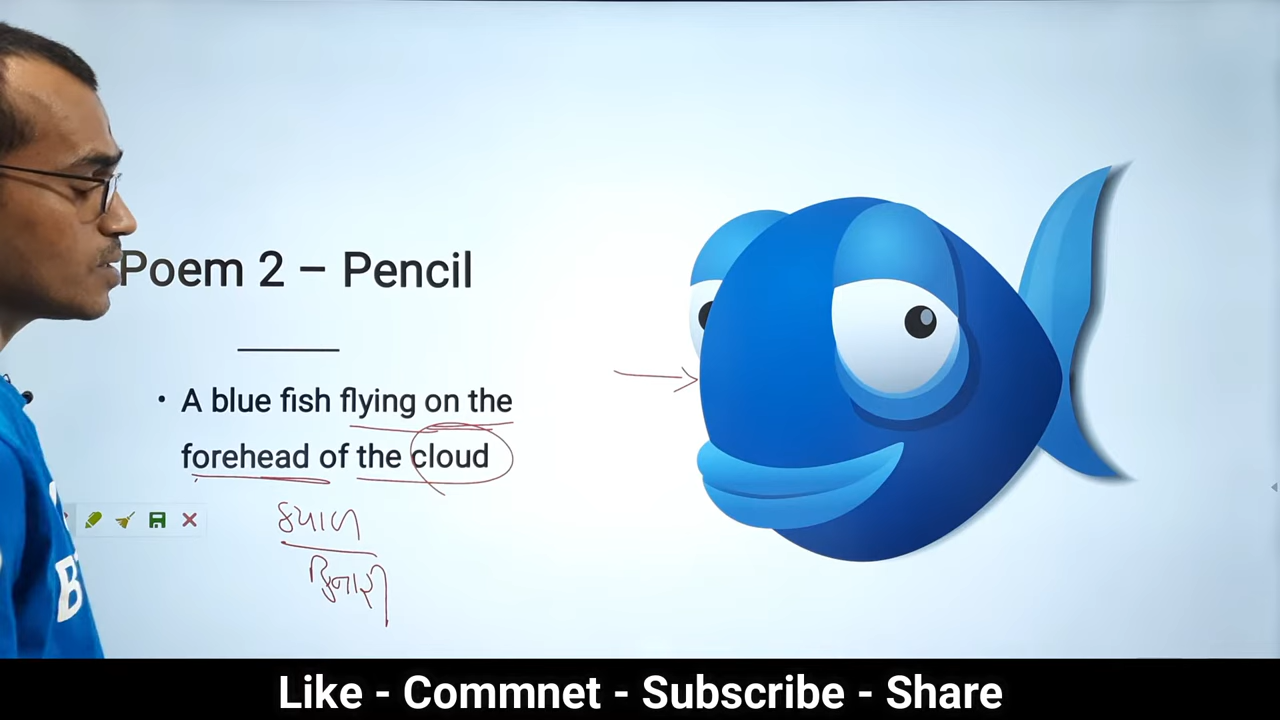 Poem 2 – Pencil
• A blue fish flying on the
forehead of the cloud
કપાળ
કિનારી
B
Like - Commnet - Subscribe - Share